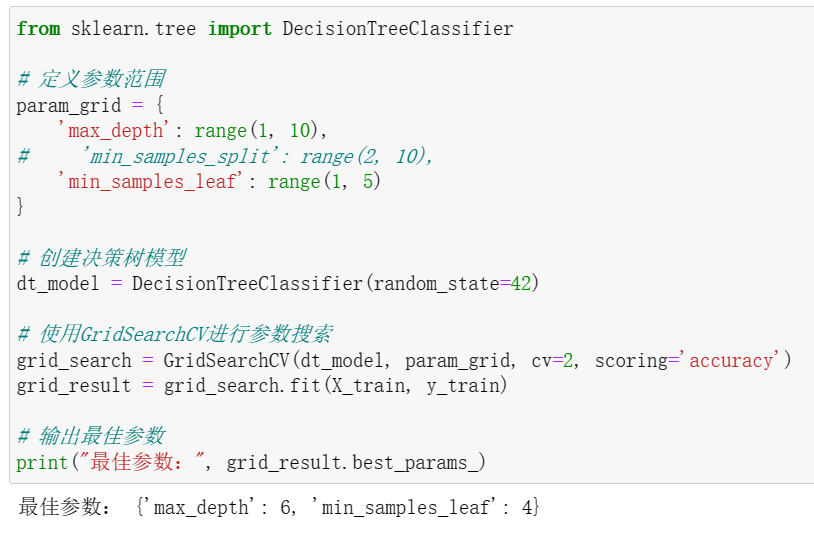 from sklearn.tree import DecisionTreeClassifier
# 定义参数范围
param_grid = {
    'max_depth': range(1, 10),
#     'min_samples_split': range(2, 10),
    'min_samples_leaf': range(1, 5)
}
# 创建决策树模型
dt_model = DecisionTreeClassifier(random_state=42)
# 使用GridSearchCV进行参数搜索
grid_search = GridSearchCV(dt_model, param_grid, cv=2, scoring='accuracy')
grid_result = grid_search.fit(X_train, y_train)
# 输出最佳参数
print("最佳参数：", grid_result.best_params_)
最佳参数： {'max_depth': 6, 'min_samples_leaf': 4}